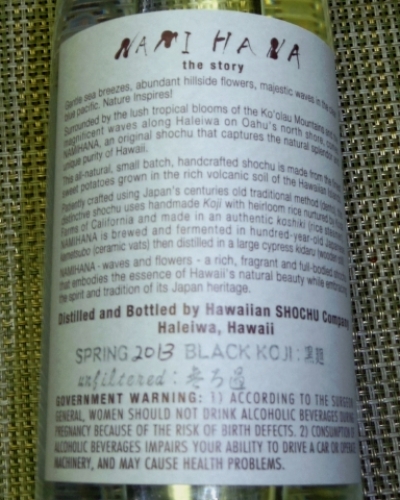 NAMI HANA
the story
Gentle sea breezes, abundant hillside flowers, majestic waves in the
blue pacific. Nature Inspires!
Surrounded by the lush tropical blooms of the Ko'olau Mountains and
magnificent waves along Haleiwa on Oahu's north shore,
NAMIHANA, an original shochu that captures the natural splendor
unique purity of Hawaii.
This all-natural, small batch, handcrafted shochu is made from the finest
sweet potatoes grown in the rich volcanic soil of the Hawaiian
Patiently crafted using Japan's centuries old traditional method
distinctive shochu uses handmade Koji with heirloom rice nurtured
Farms of California and made in an authentic koshiki (rice
NAMIHANA is brewed and fermented in hundred-year-old Japanese
Kametsubo (ceramic vats) then distilled in a large cypress kidaru (wooden
NAMIHANA - waves and flowers - a rich, fragrant and full-bodied
that embodies the essence of Hawaii's natural beauty while embracing
the spirit and tradition of its Japan heritage.
Distilled and Bottled by Hawaiian SHOCHU Company
Haleiwa, Hawaii
SPRING 2013 BLACK KOJI: 黒麹
unfiltered: 無ろ過
GOVERNMENT WARNING: 1) ACCORDING TO THE SURGEON
GENERAL, WOMEN SHOULD NOT DRINK ALCOHOLIC BEVERAGES DURING
PREGNANCY BECAUSE OF THE RISK OF BIRTH DEFECTS. 2) CONSUMPTION OF
ALCOHOLIC BEVERAGES IMPAIRS YOUR ABILITY TO DRIVE A CAR OR OPERATE
MACHINERY, AND MAY CAUSE HEALTH PROBLEMS.